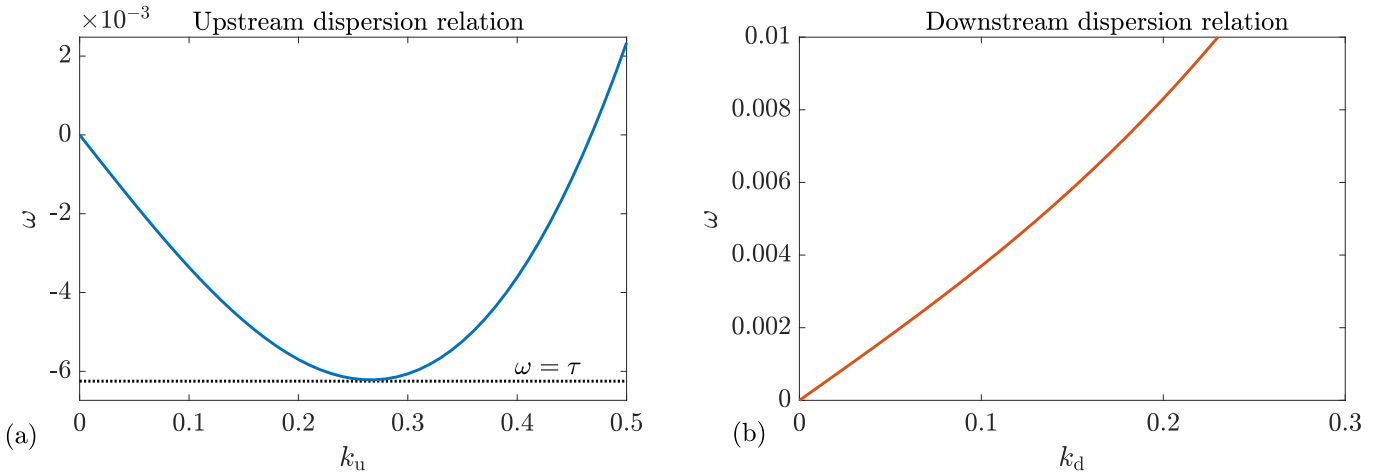 ×10⁻³
Upstream dispersion relation
2
0
-2
-4
-6
ω
ω = τ
0 0.1 0.2 0.3 0.4 0.5
k_u
(a)
Downstream dispersion relation
0.01
0.008
0.006
0.004
0.002
0
ω
0 0.1 0.2 0.3
k_d
(b)